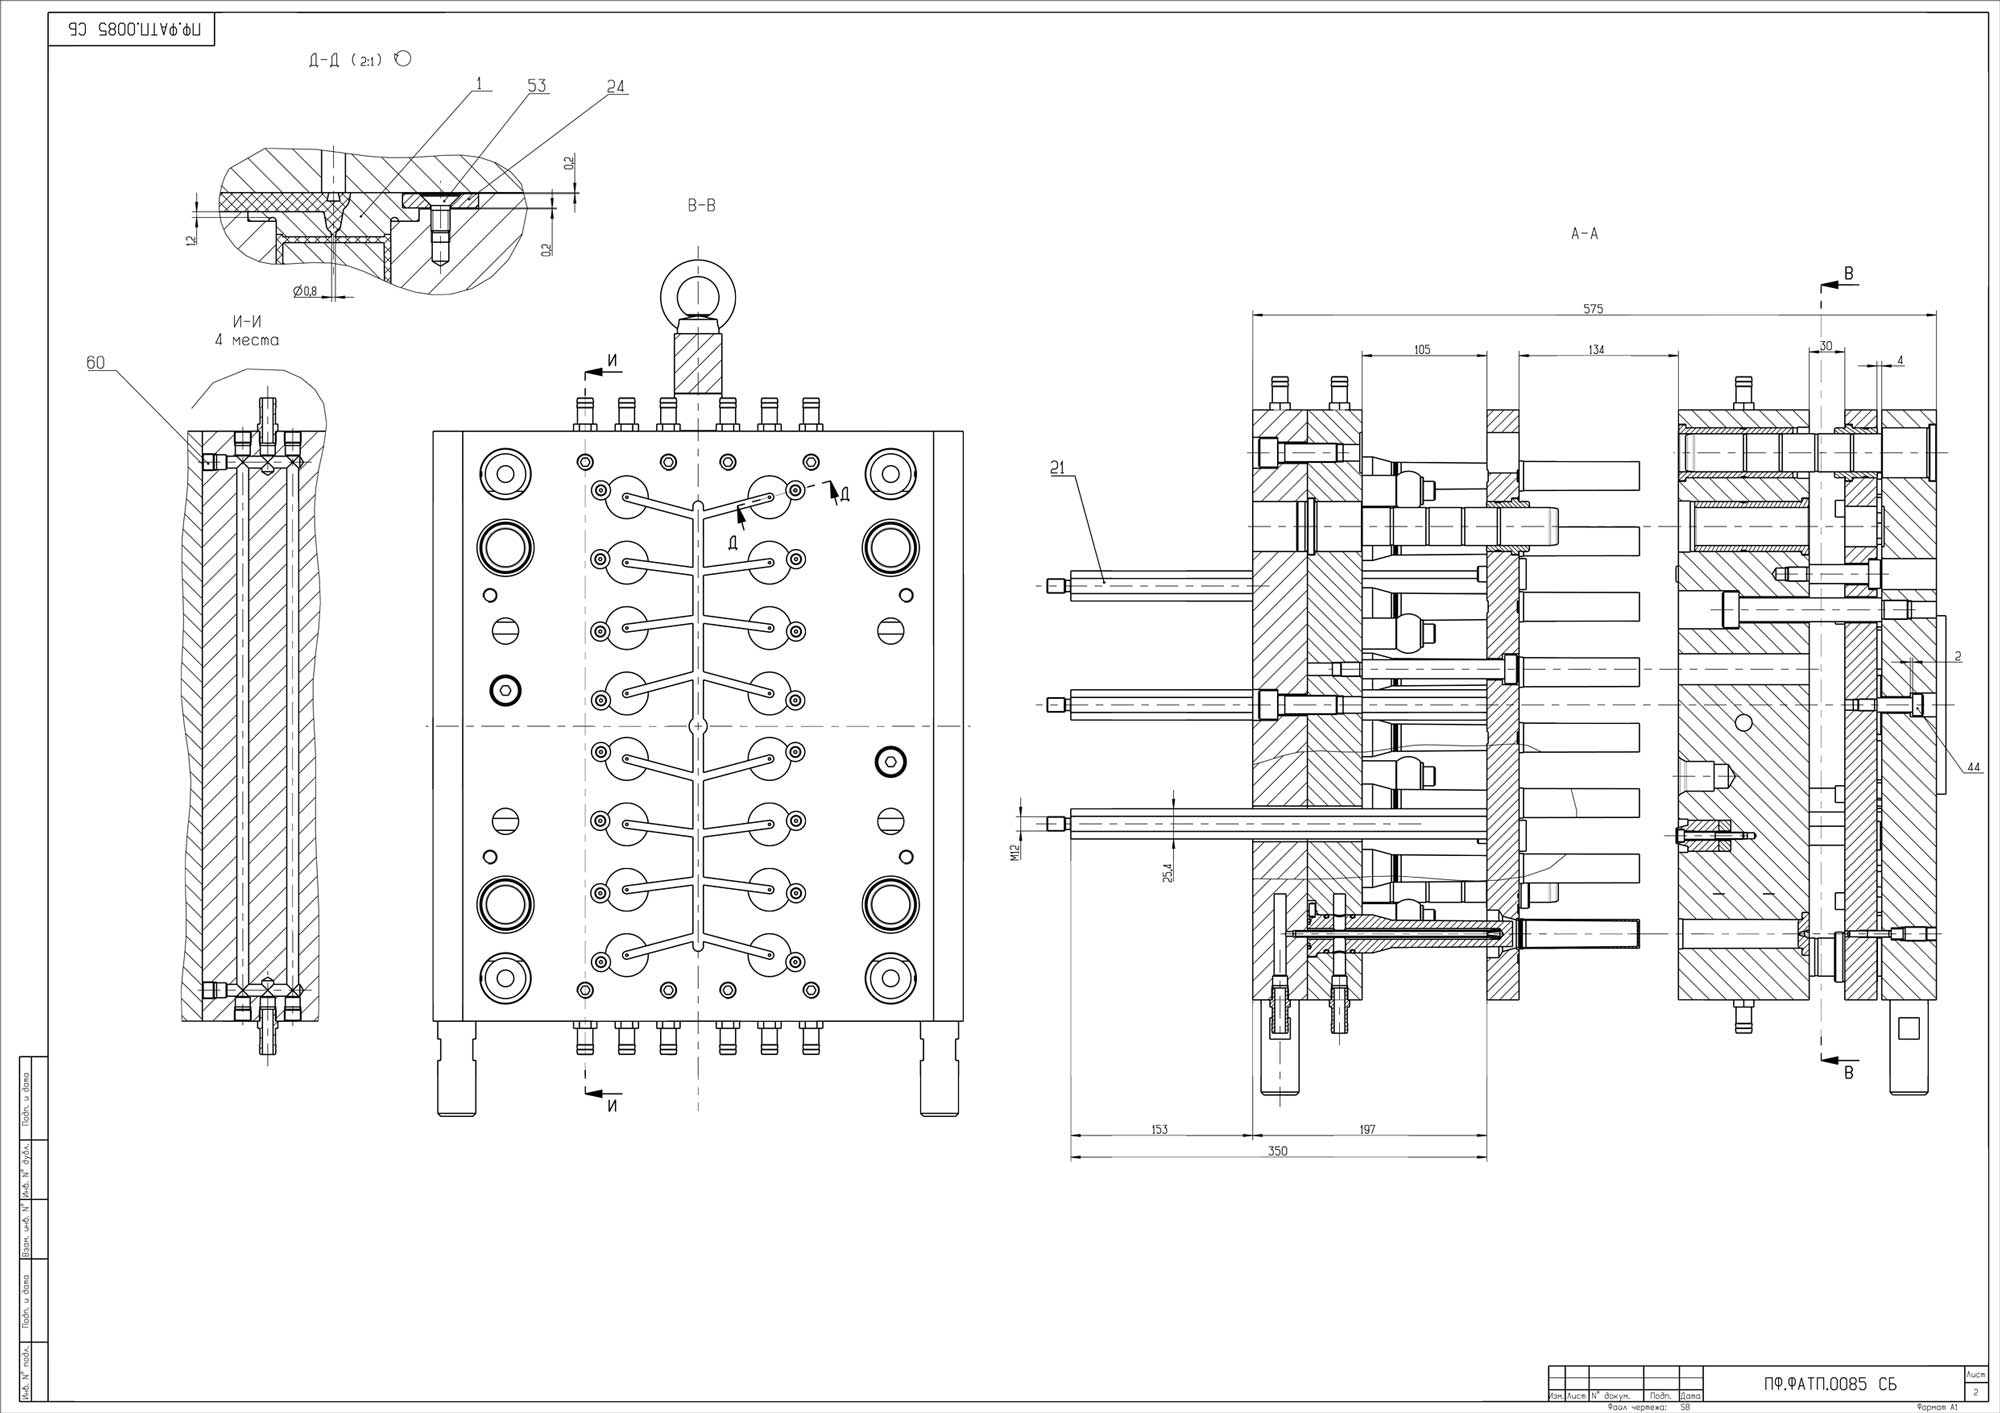 ПФ.ФАТП.0085 СБ
Д-Д (2:1)
1
53
24
0,2
1,2
0,2
Ø0,8
И-И
4 места
60
В-В
И
Д
Д
И
А-А
В
575
105
134
30
4
21
2
44
М12
25,4
В
153
197
350
Подп. и дата
Инв. № дубл.
Взам. инв. №
Подп. и дата
Инв. № подл.
Изм. Лист № докум. Подп. Дата
ПФ.ФАТП.0085 СБ
Лист
2
Файл чертежа: SB
Формат А1